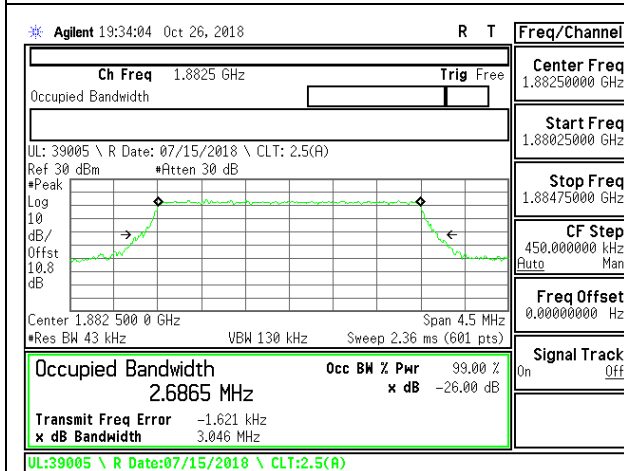 Agilent 19:34:04 Oct 26, 2018 R T
Ch Freq 1.8825 GHz Trig Free
Occupied Bandwidth
UL: 39005 \ R Date: 07/15/2018 \ CLT: 2.5(A)
Ref 30 dBm #Atten 30 dB
#Peak
Log
10
dB/
Offst
10.8
dB
Center 1.882 500 0 GHz Span 4.5 MHz
#Res BW 43 kHz VBW 130 kHz Sweep 2.36 ms (601 pts)
Occupied Bandwidth Occ BW % Pwr 99.00 %
2.6865 MHz x dB -26.00 dB
Transmit Freq Error -1.621 kHz
x dB Bandwidth 3.046 MHz
UL:39005 \ R Date:07/15/2018 \ CLT:2.5(A)
Freq/Channel
Center Freq
1.88250000 GHz
Start Freq
1.88025000 GHz
Stop Freq
1.88475000 GHz
CF Step
450.000000 kHz
Auto Man
Freq Offset
0.00000000 Hz
Signal Track
On Off